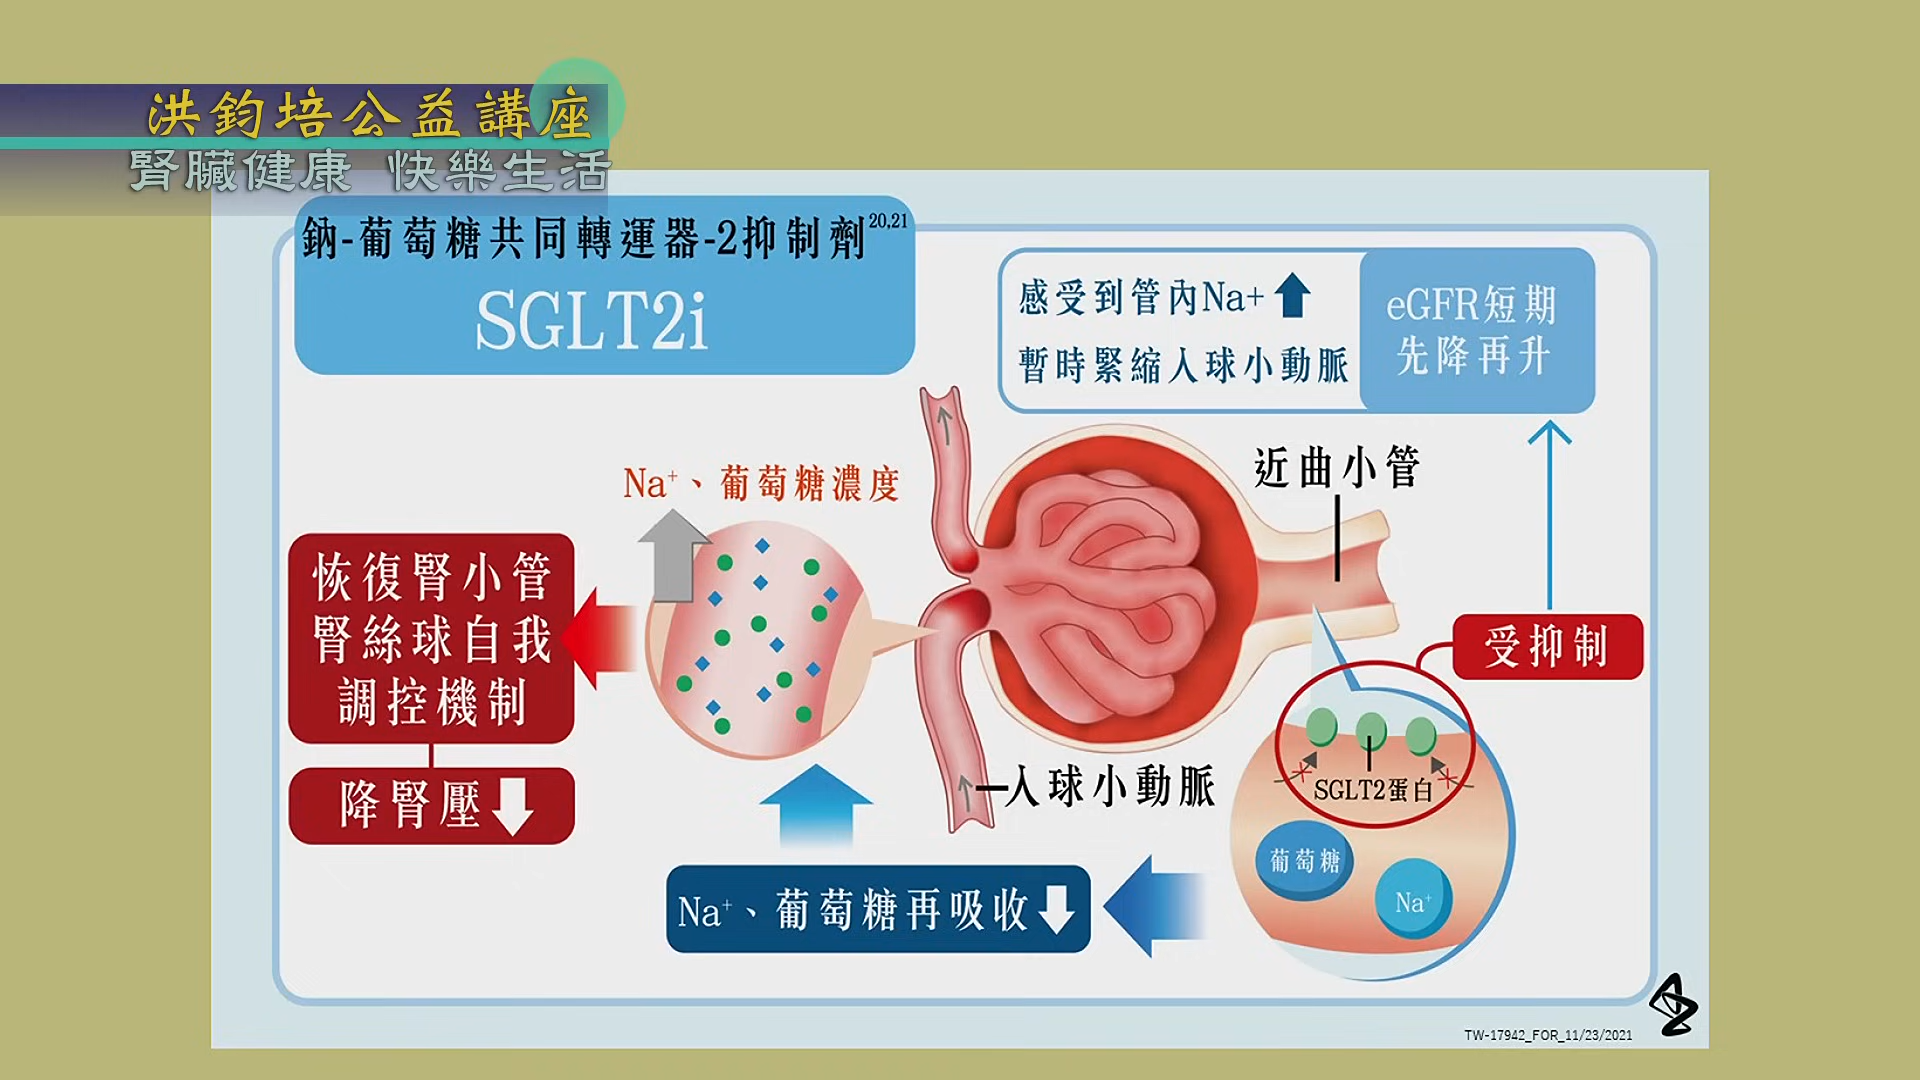 洪鈞培公益講座
腎臟健康 快樂生活
鈉-葡萄糖共同轉運器-2抑制劑20,21
SGLT2i
感受到管內Na+
暫時緊縮入球小動脈
eGFR短期
先降再升
Na+、葡萄糖濃度
近曲小管
恢復腎小管
腎絲球自我
調控機制
降腎壓
受抑制
SGLT2蛋白
入球小動脈
葡萄糖
Na+
Na+、葡萄糖再吸收
TW-17942_FOR_11/23/2021